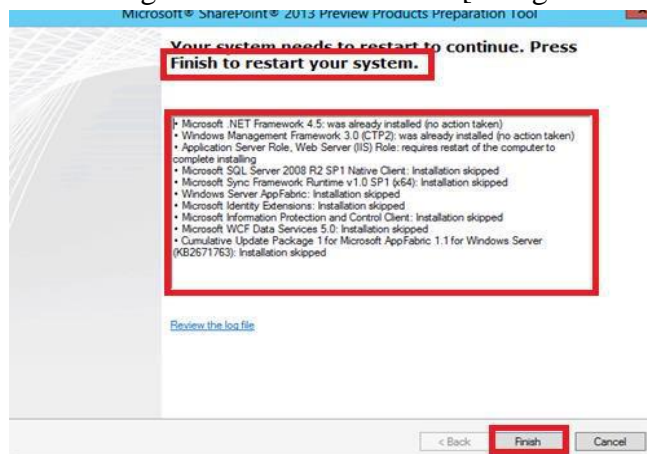 Microsoft® SharePoint® 2013 Preview Products Preparation Tool
Your system needs to restart to continue. Press
Finish to restart your system.
• Microsoft .NET Framework 4.5: was already installed (no action taken)
• Windows Management Framework 3.0 (CTP2): was already installed (no action taken)
• Application Server Role, Web Server (IIS) Role: requires restart of the computer to
complete installing
• Microsoft SQL Server 2008 R2 SP1 Native Client: Installation skipped
• Microsoft Sync Framework Runtime v1.0 SP1 (x64): Installation skipped
• Windows Server AppFabric: Installation skipped
• Microsoft Identity Extensions: Installation skipped
• Microsoft Information Protection and Control Client: Installation skipped
• Microsoft WCF Data Services 5.0: Installation skipped
• Cumulative Update Package 1 for Microsoft AppFabric 1.1 for Windows Server
(KB2671763): Installation skipped
Review the log file
< Back
Finish
Cancel